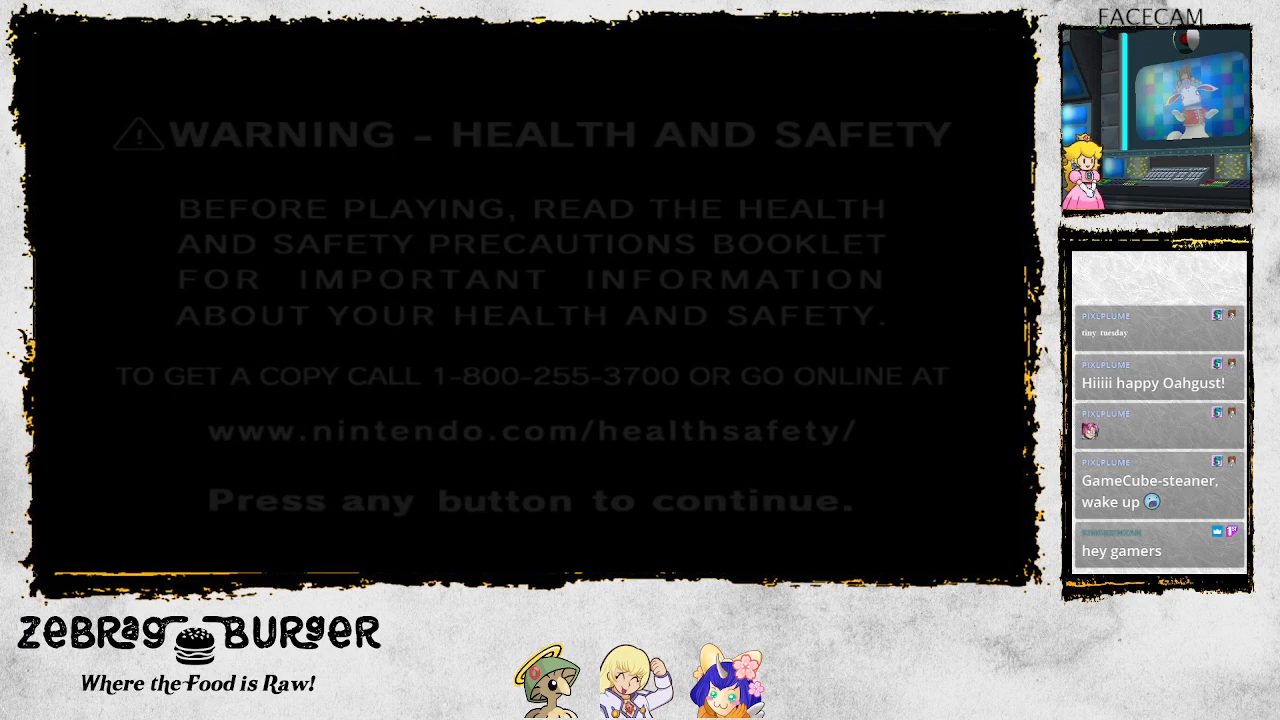 FACECAM
⚠WARNING - HEALTH AND SAFETY
BEFORE PLAYING, READ THE HEALTH
AND SAFETY PRECAUTIONS BOOKLET
FOR IMPORTANT INFORMATION
ABOUT YOUR HEALTH AND SAFETY.
TO GET A COPY CALL 1-800-255-3700 OR GO ONLINE AT
www.nintendo.com/healthsafety/
Press any button to continue.
PIXLPLUME
tiny tuesday
PIXLPLUME
Hiiiii happy Oahgust!
PIXLPLUME
PIXLPLUME
GameCube-steaner,
wake up
hey gamers
ZEBRAG BURGER
Where the Food is Raw!